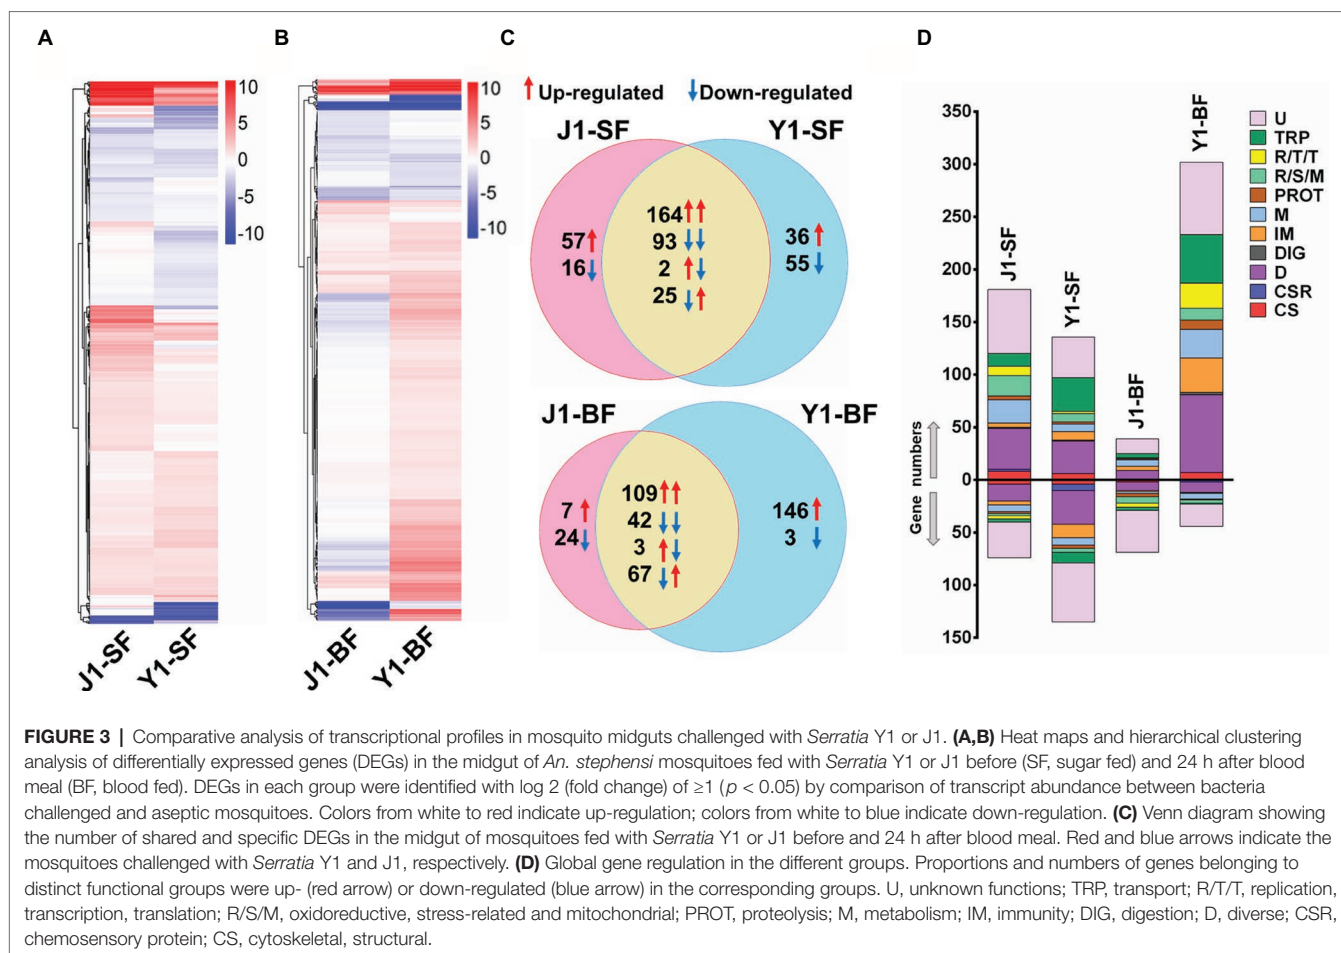 A
B
C
D
10
5
0
-5
-10
J1-SF
Y1-SF
10
5
0
-5
-10
J1-BF
Y1-BF
Up-regulated
Down-regulated
J1-SF
Y1-SF
57
16
164
93
2
25
36
55
J1-BF
Y1-BF
7
24
109
42
3
67
146
3
350
300
250
200
150
100
50
0
50
100
150
Gene numbers
J1-SF
Y1-SF
J1-BF
Y1-BF
U
TRP
R/T/T
R/S/M
PROT
M
IM
DIG
D
CSR
CS
FIGURE 3 | Comparative analysis of transcriptional profiles in mosquito midguts challenged with Serratia Y1 or J1. (A,B) Heat maps and hierarchical clustering
analysis of differentially expressed genes (DEGs) in the midgut of An. stephensi mosquitoes fed with Serratia Y1 or J1 before (SF, sugar fed) and 24 h after blood
meal (BF, blood fed). DEGs in each group were identified with log 2 (fold change) of ≥1 (p < 0.05) by comparison of transcript abundance between bacteria
challenged and aseptic mosquitoes. Colors from white to red indicate up-regulation; colors from white to blue indicate down-regulation. (C) Venn diagram showing
the number of shared and specific DEGs in the midgut of mosquitoes fed with Serratia Y1 or J1 before and 24 h after blood meal. Red and blue arrows indicate the
mosquitoes challenged with Serratia Y1 and J1, respectively. (D) Global gene regulation in the different groups. Proportions and numbers of genes belonging to
distinct functional groups were up- (red arrow) or down-regulated (blue arrow) in the corresponding groups. U, unknown functions; TRP, transport; R/T/T, replication,
transcription, translation; R/S/M, oxidoreductive, stress-related and mitochondrial; PROT, proteolysis; M, metabolism; IM, immunity; DIG, digestion; D, diverse; CSR,
chemosensory protein; CS, cytoskeletal, structural.